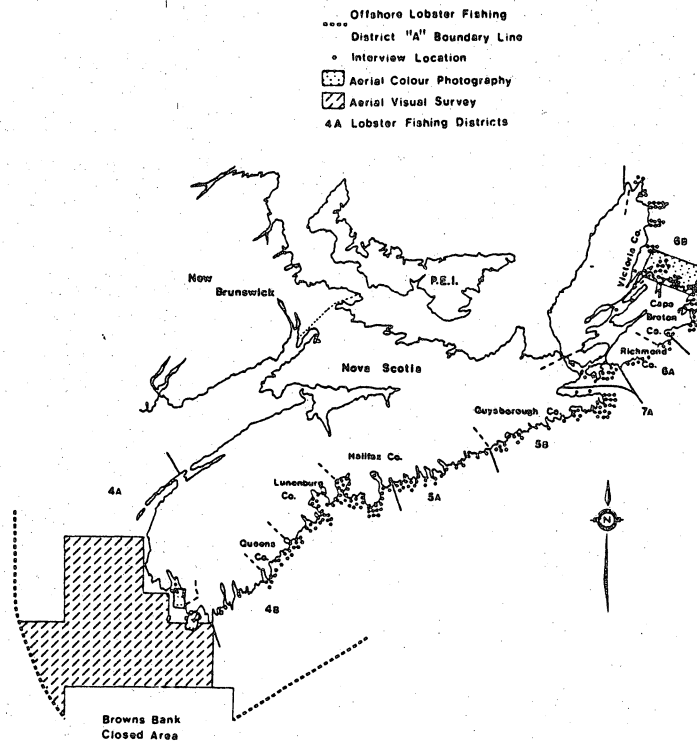 Offshore Lobster Fishing
District "A" Boundary Line
Interview Location
Aerial Colour Photography
Aerial Visual Survey
4A Lobster Fishing Districts
New
Brunswick
P.E.I.
Victoria Co.
6B
Cape
Breton
Co.
Richmond
Co.
6A
7A
Nova Scotia
Guysborough Co.
5B
Halifax Co.
5A
Lunenburg
Co.
Queens
Co.
4A
4B
N
Browns Bank
Closed Area